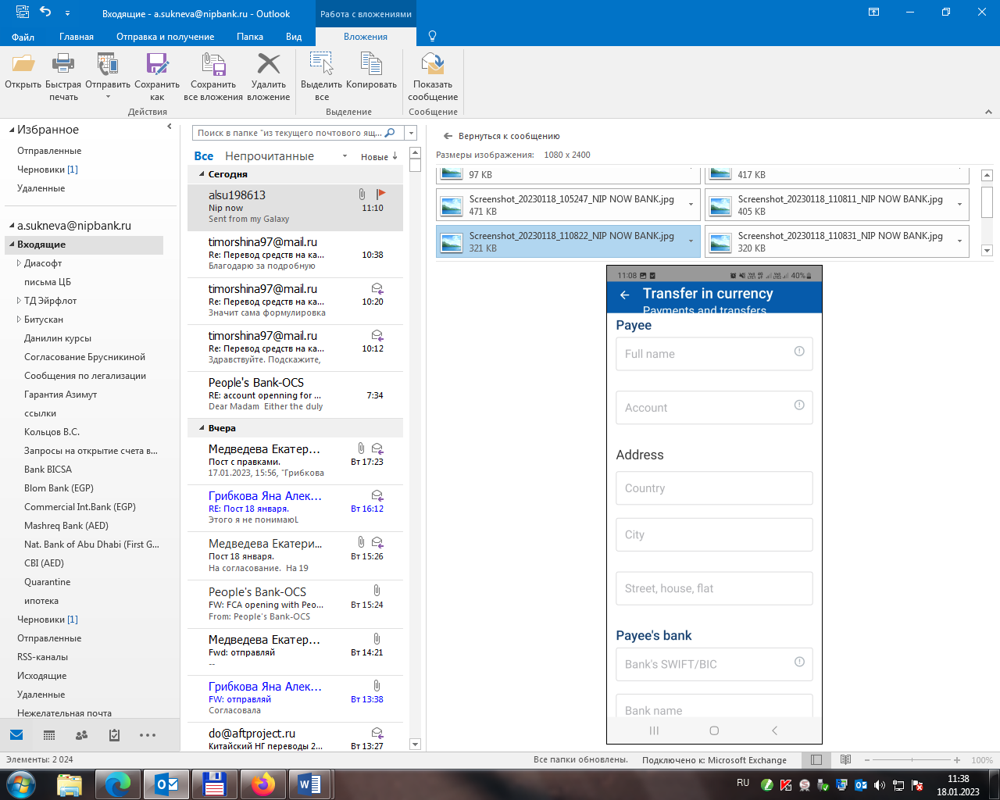 Входящие - a.sukneva@nipbank.ru - Outlook
Работа с вложениями
Файл
Главная
Отправка и получение
Папка
Вид
Вложения
Открыть
Быстрая печать
Отправить
Сохранить как
Сохранить все вложения
Удалить вложение
Выделить все
Копировать
Показать сообщение
Действия
Выделение
Сообщение
Избранное
Отправленные
Черновики [1]
Удаленные
a.sukneva@nipbank.ru
Входящие
Диасофт
письма ЦБ
ТД Эйрфлот
Битускан
Данилин курсы
Согласование Брусникиной
Сообщения по легализации
Гарантия Азимут
ссылки
Кольцов В.С.
Запросы на открытие счета в...
Bank BICSA
Blom Bank (EGP)
Commercial Int.Bank (EGP)
Mashreq Bank (AED)
Nat. Bank of Abu Dhabi (First G...
CBI (AED)
Quarantine
ипотека
Черновики [1]
Отправленные
RSS-каналы
Исходящие
Удаленные
Нежелательная почта
Поиск в папке "из текущего почтового ящ...
Все
Непрочитанные
Новые
Сегодня
alsu198613
Nip now
11:10
Sent from my Galaxy
timorshina97@mail.ru
Re: Перевод средств на ка...
10:38
Благодарю за подробную
timorshina97@mail.ru
Re: Перевод средств на ка...
10:20
Значит сама формулировка
timorshina97@mail.ru
Re: Перевод средств на ка...
10:12
Здравствуйте. Подскажите,
People's Bank-OCS
RE: account openning for ...
7:34
Dear Madam Either the duly
Вчера
Медведева Екатер...
Пост с правками.
Вт 17:23
17.01.2023, 15:56, "Грибкова
Грибкова Яна Алек...
RE: Пост 18 января.
Вт 16:12
Этого я не понимаюL
Медведева Екатери...
Пост 18 января.
Вт 15:26
На согласование. На 19
People's Bank-OCS
FW: FCA opening with Peo...
Вт 15:24
From: People's Bank-OCS
Медведева Екатер...
Fwd: отправляй
Вт 14:21
--
Грибкова Яна Алек...
FW: отправляй
Вт 13:38
Согласовала
do@aftproject.ru
Китайский НГ переводы 2...
Вт 13:27
Вернуться к сообщению
Размеры изображения: 1080 x 2400
97 KB
417 KB
Screenshot_20230118_105247_NIP NOW BANK.jpg
471 KB
Screenshot_20230118_110811_NIP NOW BANK.jpg
405 KB
Screenshot_20230118_110822_NIP NOW BANK.jpg
321 KB
Screenshot_20230118_110831_NIP NOW BANK.jpg
320 KB
11:08
40%
Transfer in currency
Payments and transfers
Payee
Full name
Account
Address
Country
City
Street, house, flat
Payee's bank
Bank's SWIFT/BIC
Bank name
Элементы: 2 024
Все папки обновлены.
Подключено к: Microsoft Exchange
100%
RU
11:38
18.01.2023